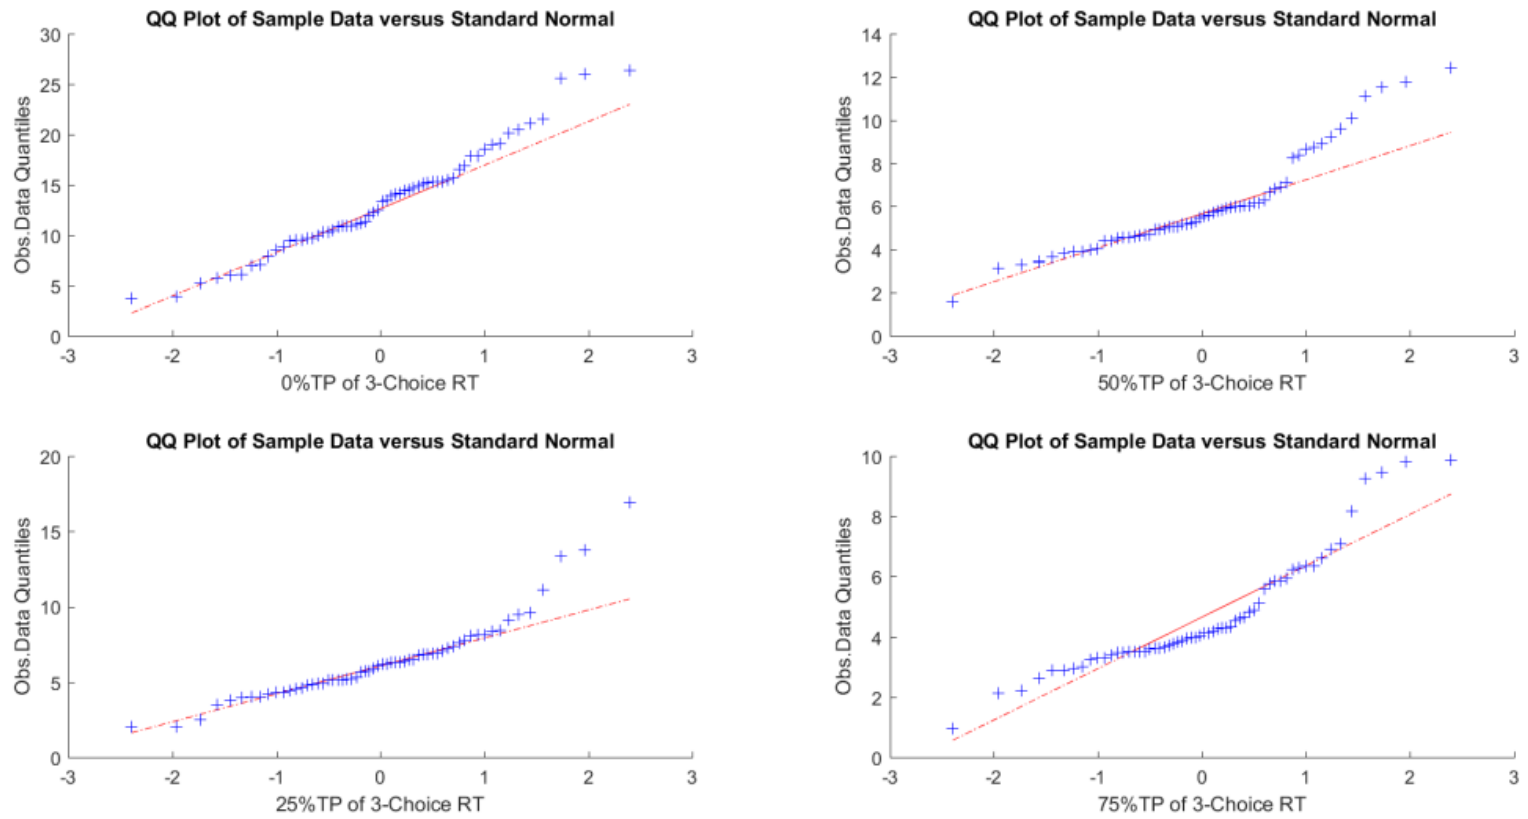 QQ Plot of Sample Data versus Standard Normal
30
25
20
15
10
5
0
Obs.Data Quantiles
-3 -2 -1 0 1 2 3
0%TP of 3-Choice RT
QQ Plot of Sample Data versus Standard Normal
14
12
10
8
6
4
2
0
Obs.Data Quantiles
-3 -2 -1 0 1 2 3
50%TP of 3-Choice RT
QQ Plot of Sample Data versus Standard Normal
20
15
10
5
0
Obs.Data Quantiles
-3 -2 -1 0 1 2 3
25%TP of 3-Choice RT
QQ Plot of Sample Data versus Standard Normal
10
8
6
4
2
0
Obs.Data Quantiles
-3 -2 -1 0 1 2 3
75%TP of 3-Choice RT